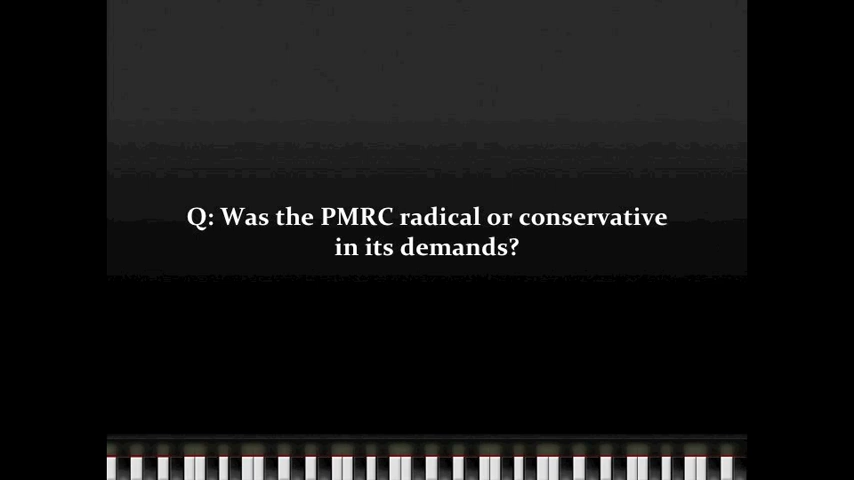 Q: Was the PMRC radical or conservative
in its demands?